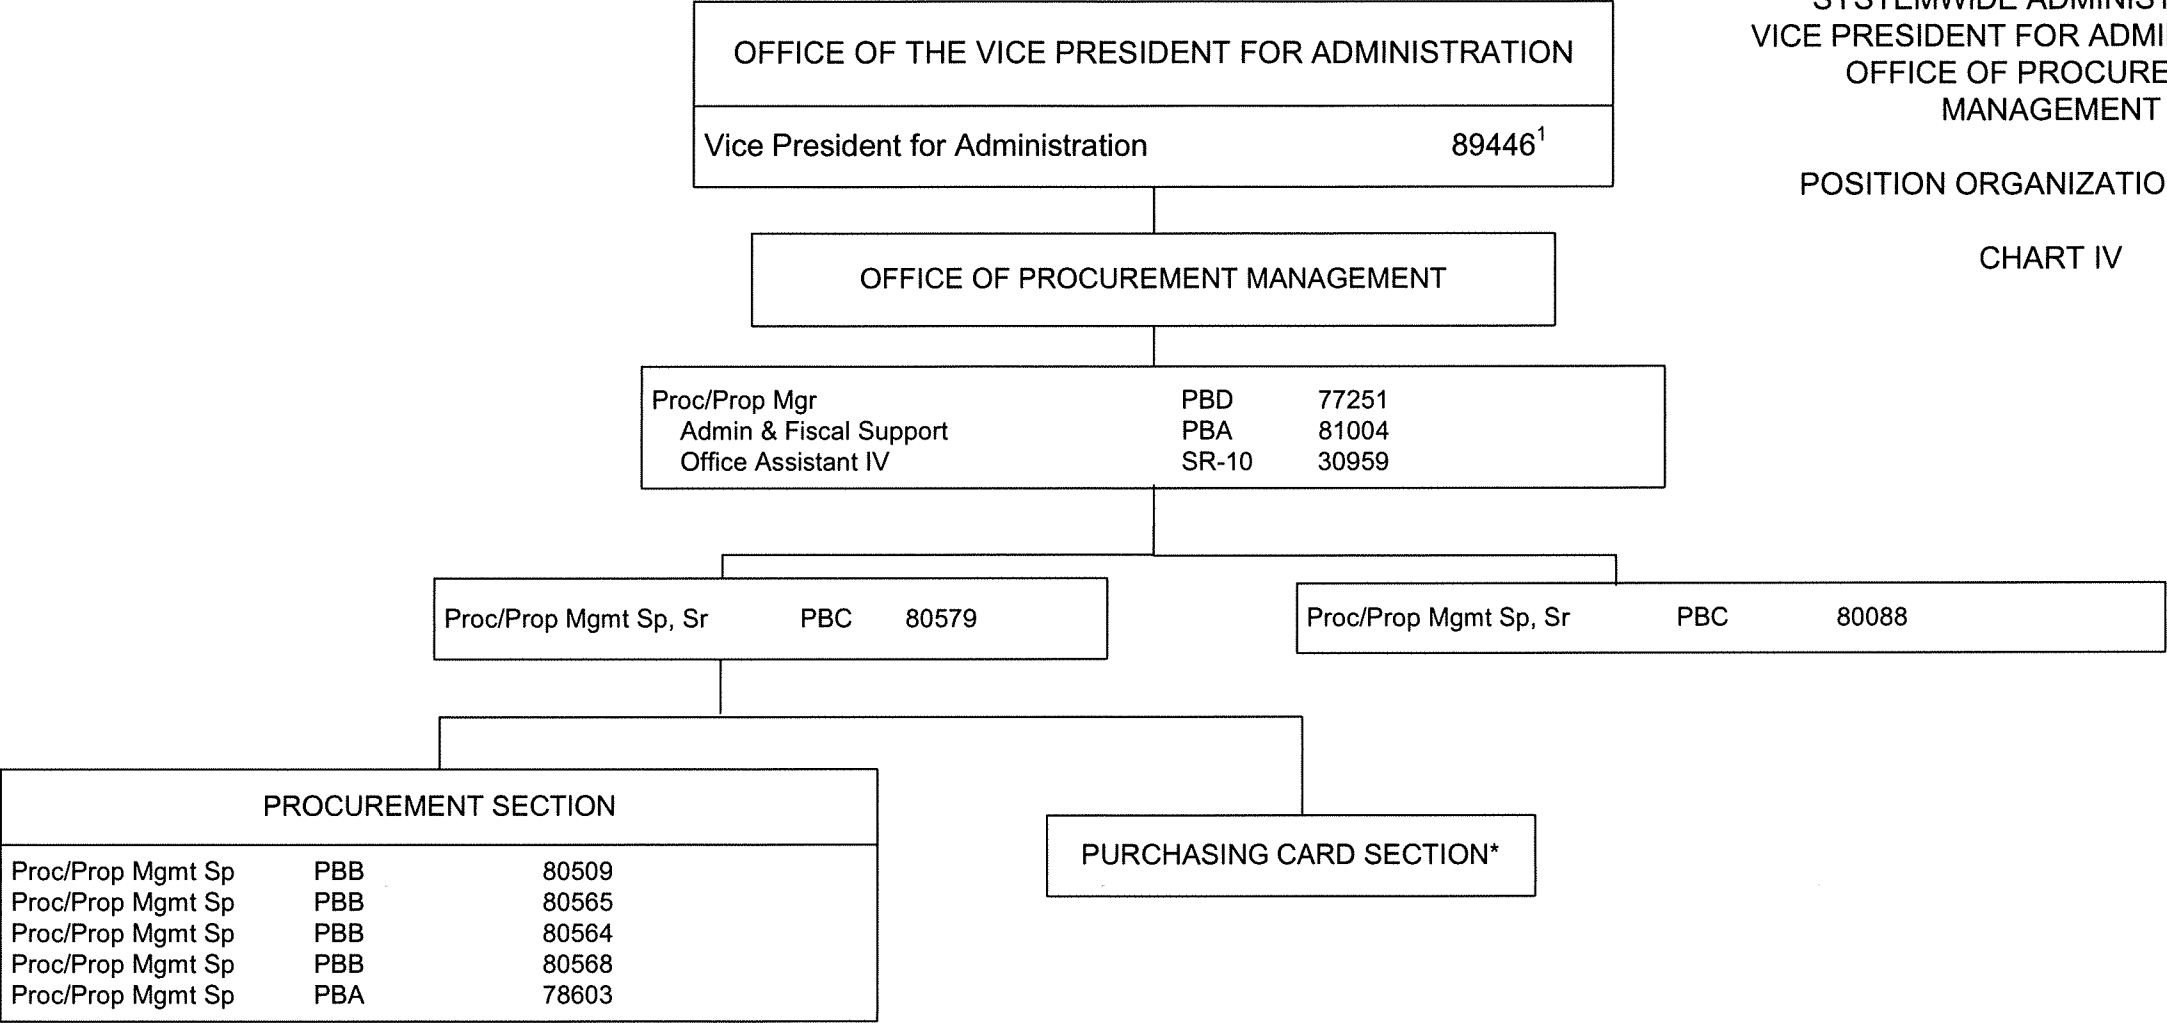 SYSTEMWIDE
VICE PRESIDENT FOR
OFFICE OF
MANAGEMENT
POSITION
CHART IV
OFFICE OF THE VICE PRESIDENT FOR ADMINISTRATION
Vice President for Administration 89446¹
OFFICE OF PROCUREMENT MANAGEMENT
Proc/Prop Mgr PBD 77251
Admin & Fiscal Support PBA 81004
Office Assistant IV SR-10 30959
Proc/Prop Mgmt Sp, Sr PBC 80579
Proc/Prop Mgmt Sp, Sr PBC 80088
PROCUREMENT SECTION
Proc/Prop Mgmt Sp PBB 80509
Proc/Prop Mgmt Sp PBB 80565
Proc/Prop Mgmt Sp PBB 80564
Proc/Prop Mgmt Sp PBB 80568
Proc/Prop Mgmt Sp PBA 78603
PURCHASING CARD SECTION*